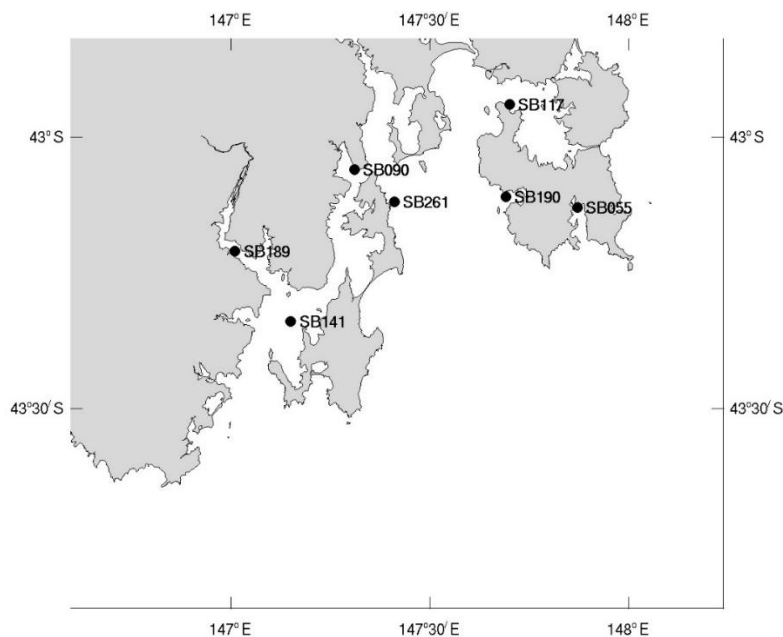 147° E 147°30′ E 148° E
SB117
43° S 43° S
SB090
SB190
SB261 SB055
SB189
SB141
43°30′ S 43°30′ S
147° E 147°30′ E 148° E